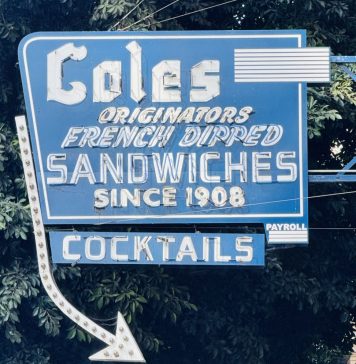 Coles
ORIGINATORS
FRENCH DIPPED
SANDWICHES
SINCE 1908
PAYROLL
COCKTAILS